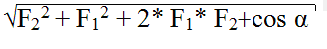 √F₂² + F₁² + 2* F₁* F₂+cos α